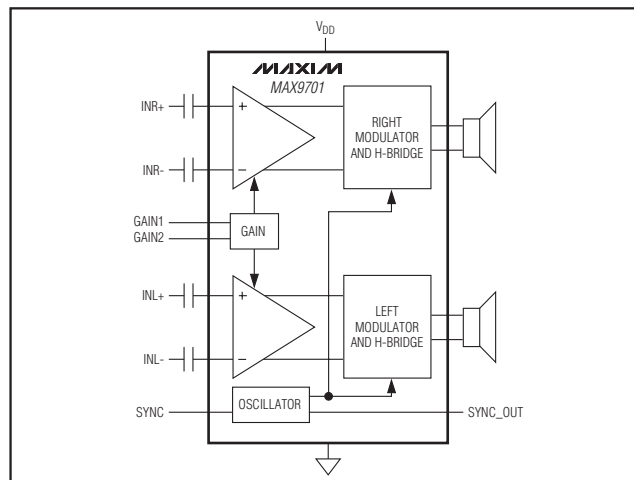 VDD
MAXIM
MAX9701
INR+
+
RIGHT
MODULATOR
AND H-BRIDGE
INR-
−
GAIN1
GAIN2
GAIN
INL+
+
LEFT
MODULATOR
AND H-BRIDGE
INL-
−
SYNC
OSCILLATOR
SYNC_OUT